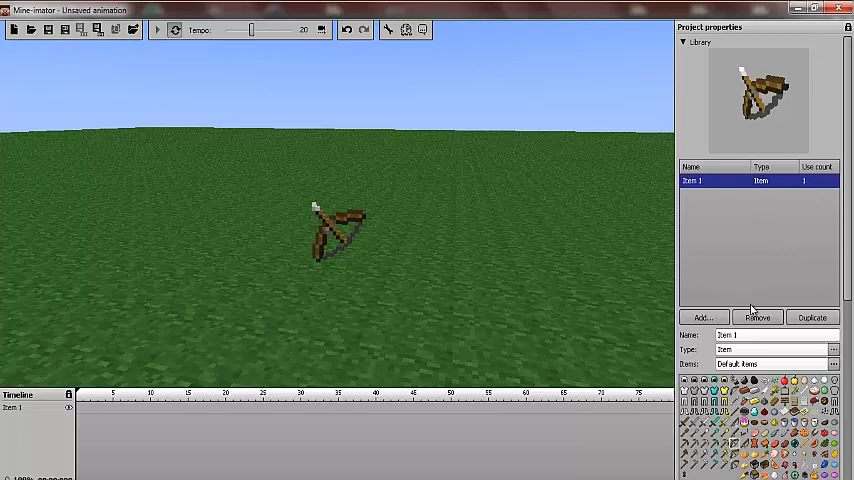 Mine-imator - Unsaved animation
Tempo: 20
Project properties
Library
Name Type Use count
Item 1 Item 1
Add... Remove Duplicate
Name: Item 1
Type: Item
Items: Default items
Timeline
5 10 15 20 25 30 35 40 45 50 55 60 65 70 75
Item 1